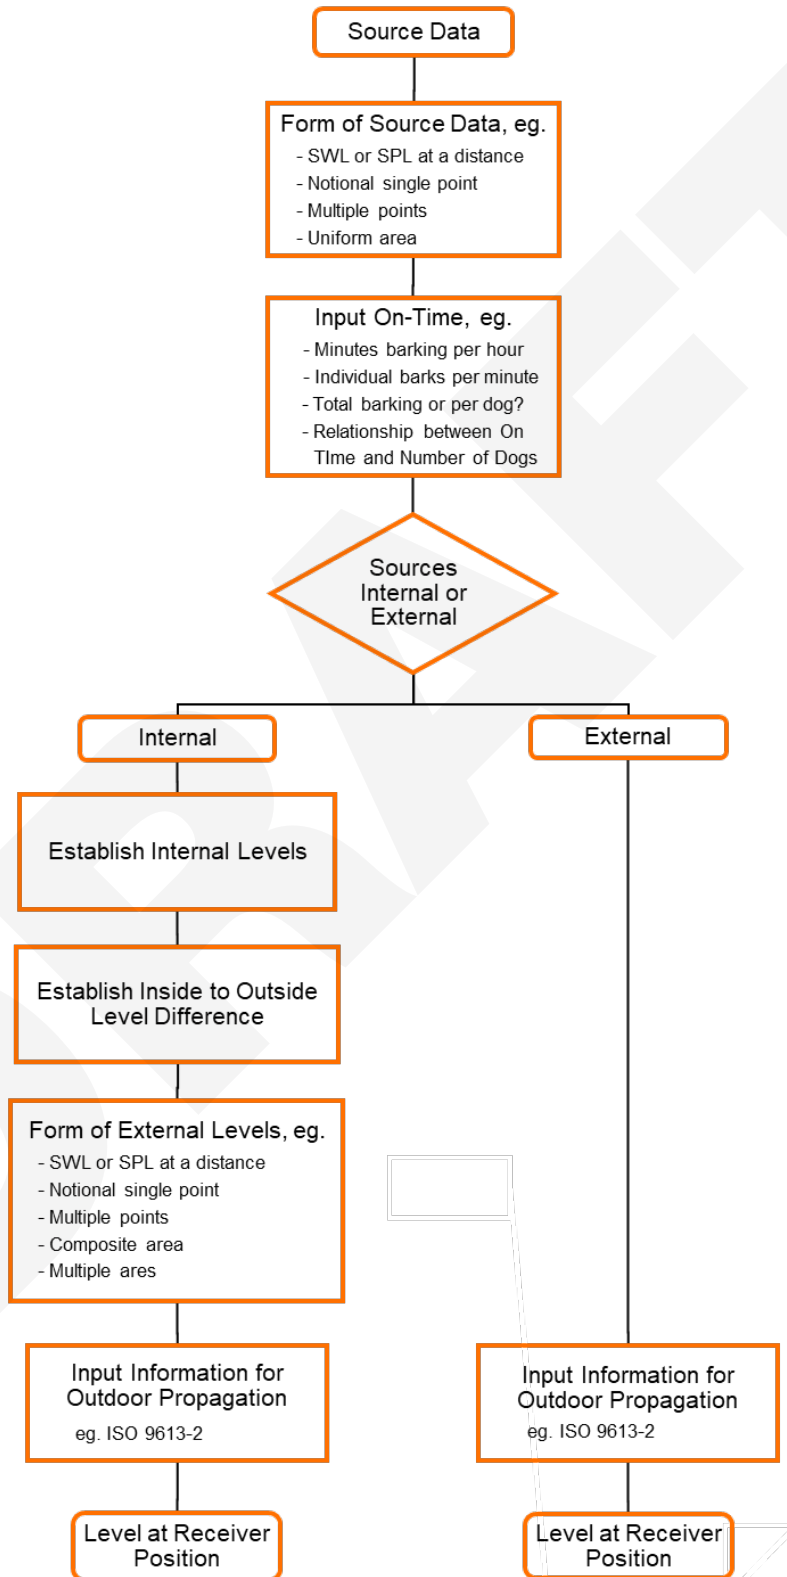 Source Data
Form of Source Data, eg.
- SWL or SPL at a distance
- Notional single point
- Multiple points
- Uniform area
Input On-Time, eg.
- Minutes barking per hour
- Individual barks per minute
- Total barking or per dog?
- Relationship between On
TIme and Number of Dogs
Sources
Internal or
External
Internal
External
Establish Internal Levels
Establish Inside to Outside
Level Difference
Form of External Levels, eg.
- SWL or SPL at a distance
- Notional single point
- Multiple points
- Composite area
- Multiple ares
Input Information for
Outdoor Propagation
eg. ISO 9613-2
Input Information for
Outdoor Propagation
eg. ISO 9613-2
Level at Receiver
Position
Level at Receiver
Position
DRAFT